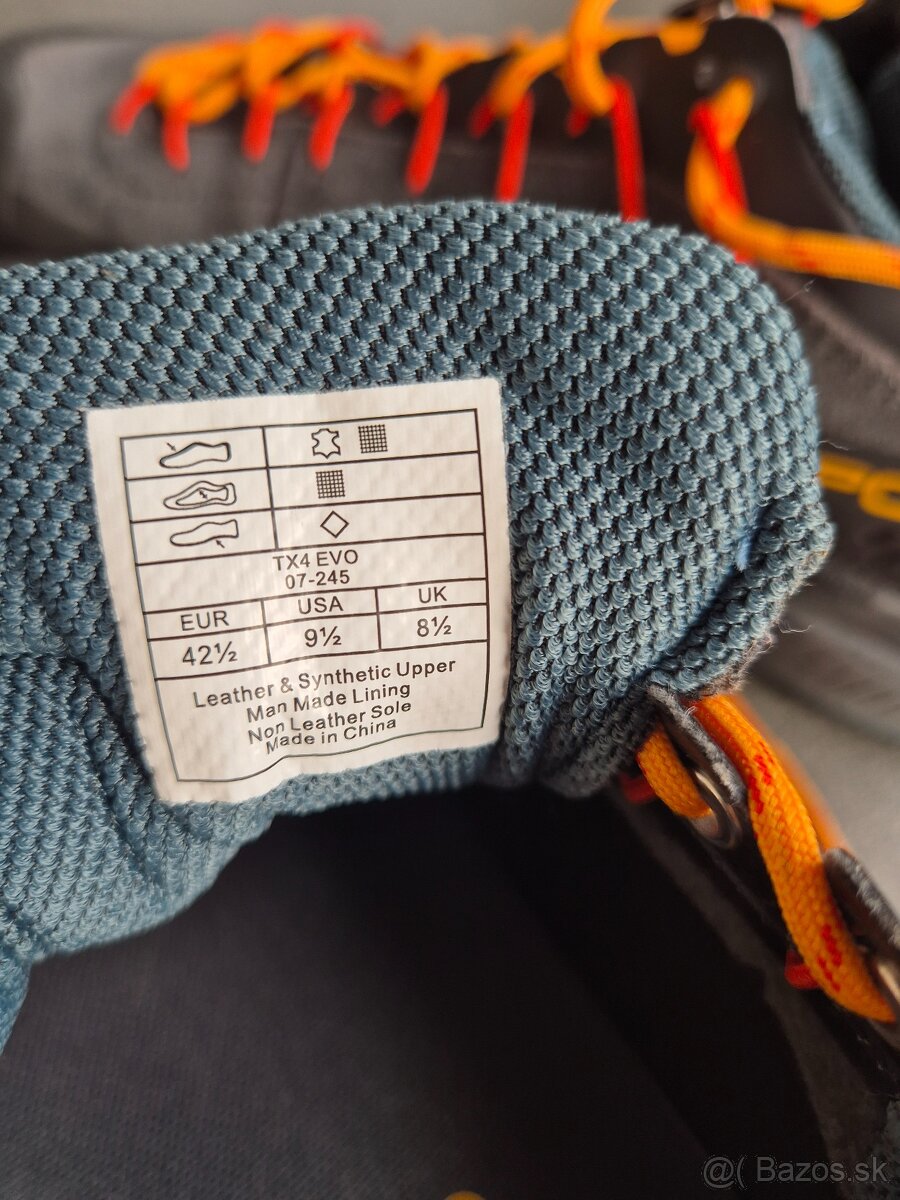 TX4 EVO
07-245
EUR USA UK
42½ 9½ 8½
Leather & Synthetic Upper
Man Made Lining
Non Leather Sole
Made in China
@( Bazos.sk